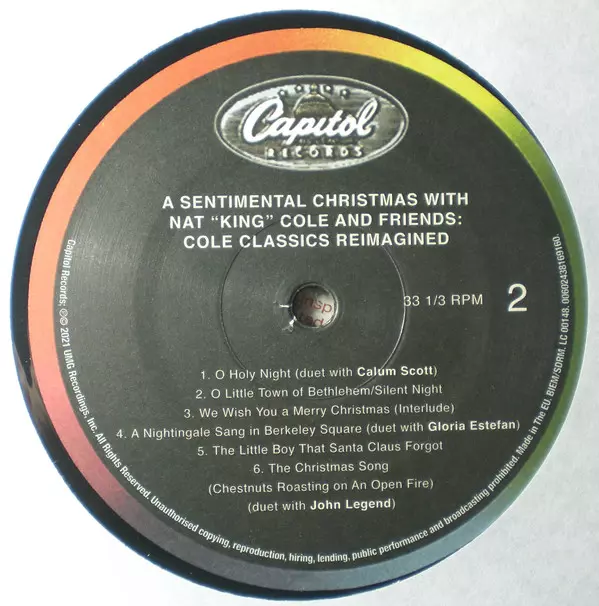 Capitol
RECORDS
A SENTIMENTAL CHRISTMAS WITH
NAT “KING” COLE AND FRIENDS:
COLE CLASSICS REIMAGINED
33 1/3 RPM
2
1. O Holy Night (duet with Calum Scott)
2. O Little Town of Bethlehem/Silent Night
3. We Wish You a Merry Christmas (Interlude)
4. A Nightingale Sang in Berkeley Square (duet with Gloria Estefan)
5. The Little Boy That Santa Claus Forgot
6. The Christmas Song
(Chestnuts Roasting on An Open Fire)
(duet with John Legend)
Capitol Records; ℗© 2021 UMG Recordings, Inc. All Rights Reserved. Unauthorised copying, reproduction, hiring, lending, public performance and broadcasting prohibited. Made in The EU. BIEM/SDRM. LC 00148. 00602438169160.